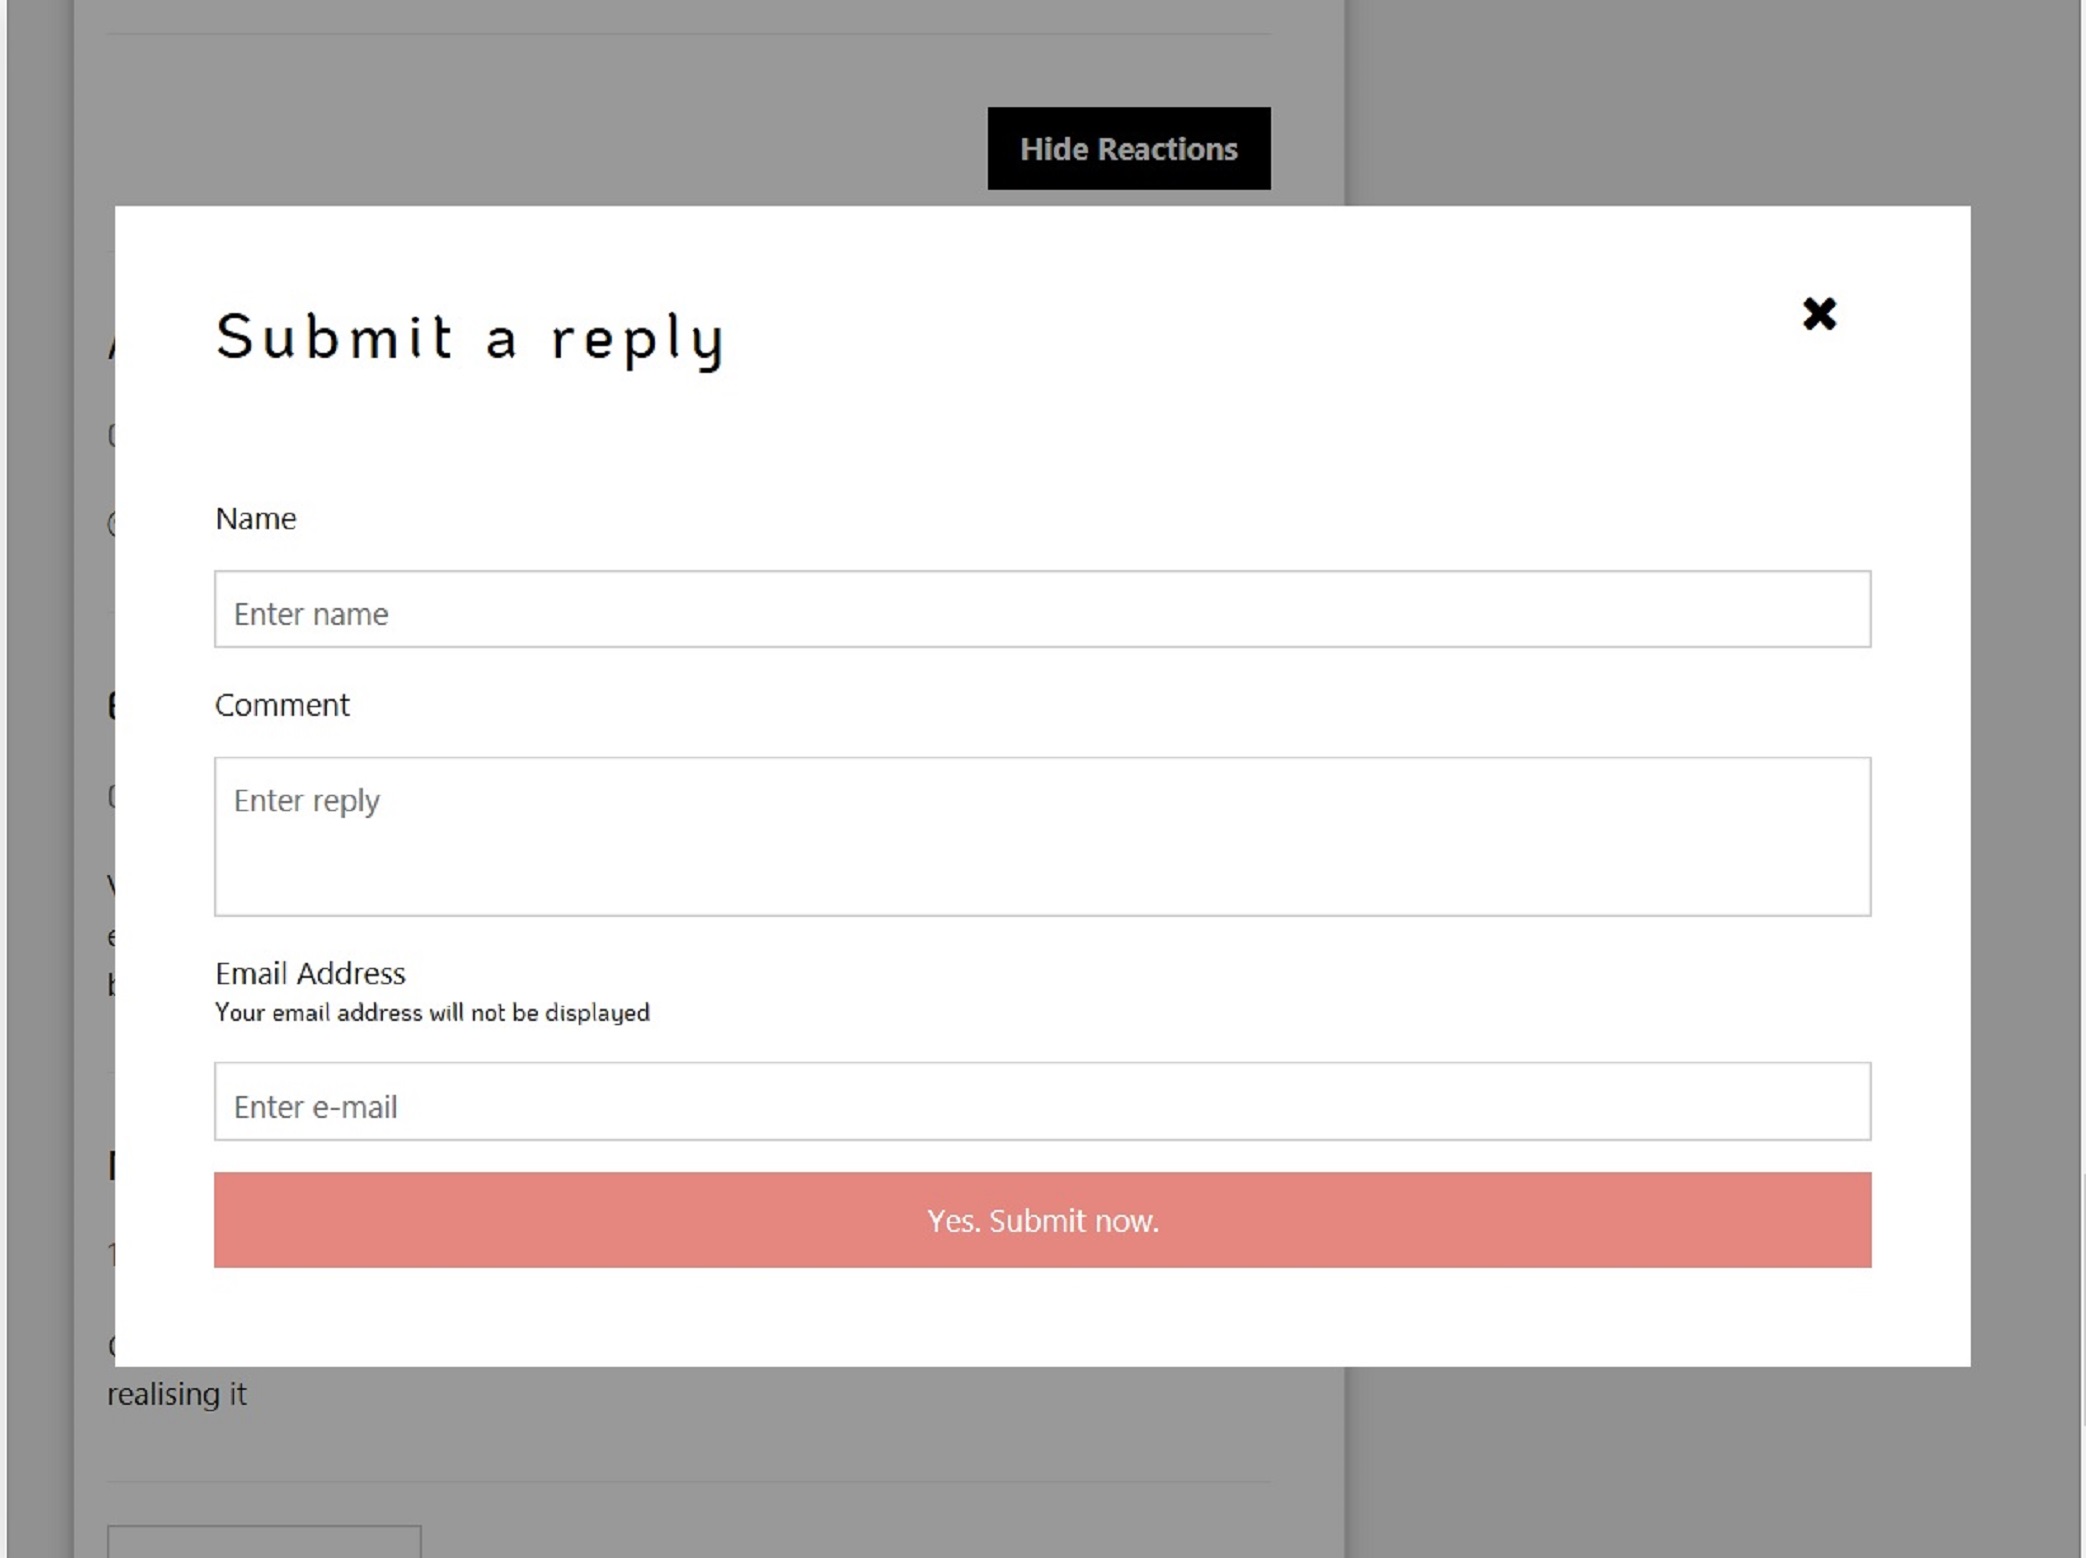 Hide Reactions
Submit a reply
Name
Enter name
Comment
Enter reply
Email Address
Your email address will not be displayed
Enter e-mail
Yes. Submit now.
realising it